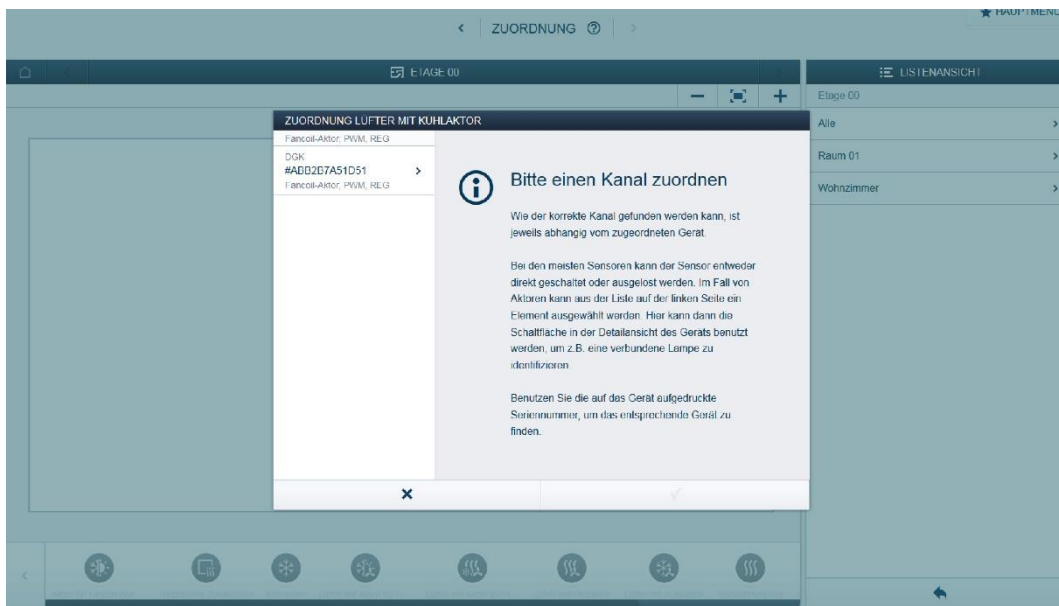 HAUPTMENÜ
ZUORDNUNG
ETAGE 00
LISTENANSICHT
Etage 00
Alle
Raum 01
Wohnzimmer
ZUORDNUNG LÜFTER MIT KÜHLAKTOR
Fancoil-Aktor, PWM, REG
DGK
#ABB2B7A51D51
Fancoil-Aktor, PWM, REG
Bitte einen Kanal zuordnen
Wie der korrekte Kanal gefunden werden kann, ist
jeweils abhängig vom zugeordneten Gerät.
Bei den meisten Sensoren kann der Sensor entweder
direkt geschaltet oder ausgelöst werden. Im Fall von
Aktoren kann aus der Liste auf der linken Seite ein
Element ausgewählt werden. Hier kann dann die
Schaltfläche in der Detailansicht des Geräts benutzt
werden, um z.B. eine verbundene Lampe zu
identifizieren.
Benutzen Sie die auf das Gerät aufgedruckte
Seriennummer, um das entsprechende Gerät zu
finden.